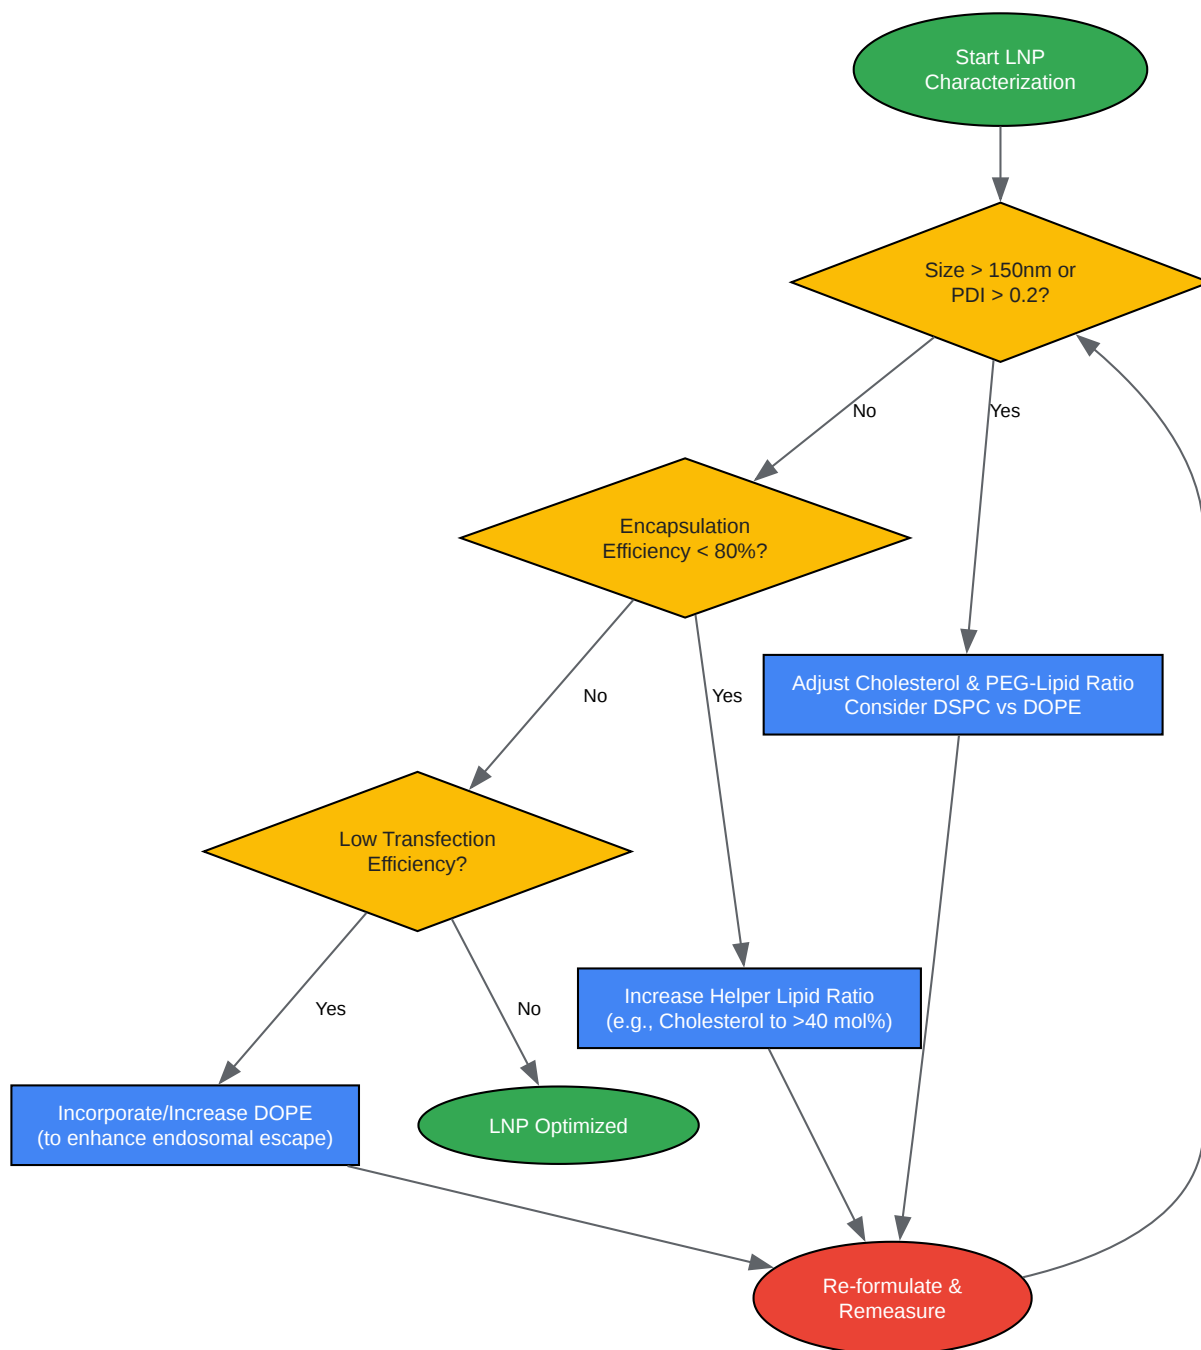 Start LNP
Characterization
Size > 150nm or
PDI > 0.2?
No
Yes
Encapsulation
Efficiency < 80%?
No
Yes
Adjust Cholesterol & PEG-Lipid Ratio
Consider DSPC vs DOPE
Low Transfection
Efficiency?
Yes
No
Increase Helper Lipid Ratio
(e.g., Cholesterol to >40 mol%)
Incorporate/Increase DOPE
(to enhance endosomal escape)
LNP Optimized
Re-formulate &
Remeasure